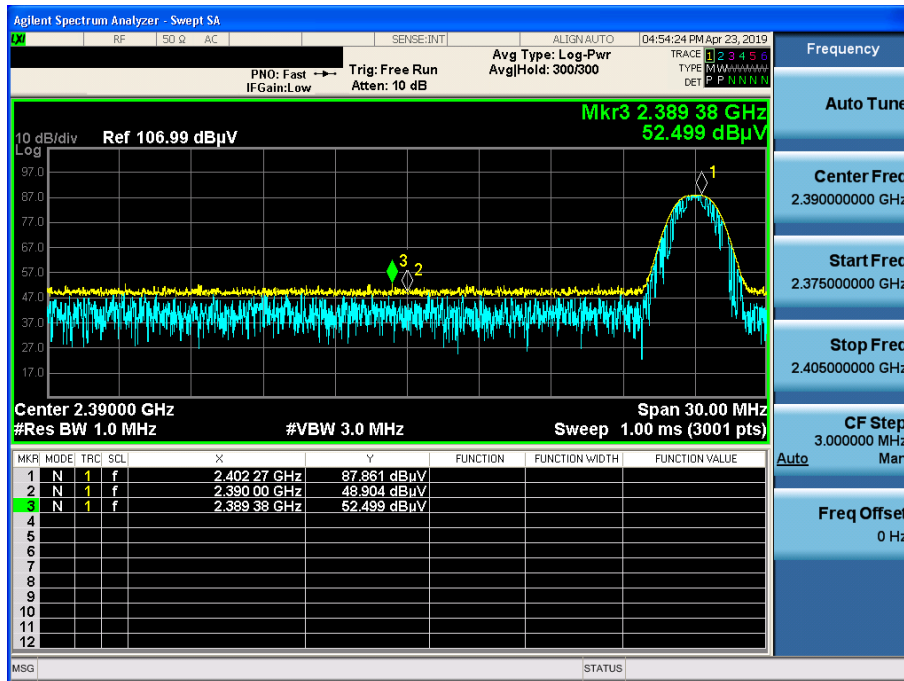 Agilent Spectrum Analyzer - Swept SA
LXI RF 50 Ω AC SENSE:INT ALIGN AUTO 04:54:24 PM Apr 23, 2019
Frequency
PNO: Fast Trig: Free Run Avg Type: Log-Pwr TRACE 1 2 3 4 5 6
IFGain:Low Atten: 10 dB Avg|Hold: 300/300 TYPE M W W W W W
DET P P N N N N
Auto Tune
Mkr3 2.389 38 GHz
52.499 dBµV
10 dB/div Ref 106.99 dBµV
Log
97.0
87.0
77.0
67.0
57.0
47.0
37.0
27.0
17.0
1
3
2
Center Freq
2.390000000 GHz
Start Freq
2.375000000 GHz
Stop Freq
2.405000000 GHz
Center 2.39000 GHz Span 30.00 MHz
#Res BW 1.0 MHz #VBW 3.0 MHz Sweep 1.00 ms (3001 pts)
CF Step
3.000000 MHz
Auto Man
Freq Offset
0 Hz
MKR MODE TRC SCL X Y FUNCTION FUNCTION WIDTH FUNCTION VALUE
1 N 1 f 2.402 27 GHz 87.861 dBµV
2 N 1 f 2.390 00 GHz 48.904 dBµV
3 N 1 f 2.389 38 GHz 52.499 dBµV
4
5
6
7
8
9
10
11
12
MSG STATUS